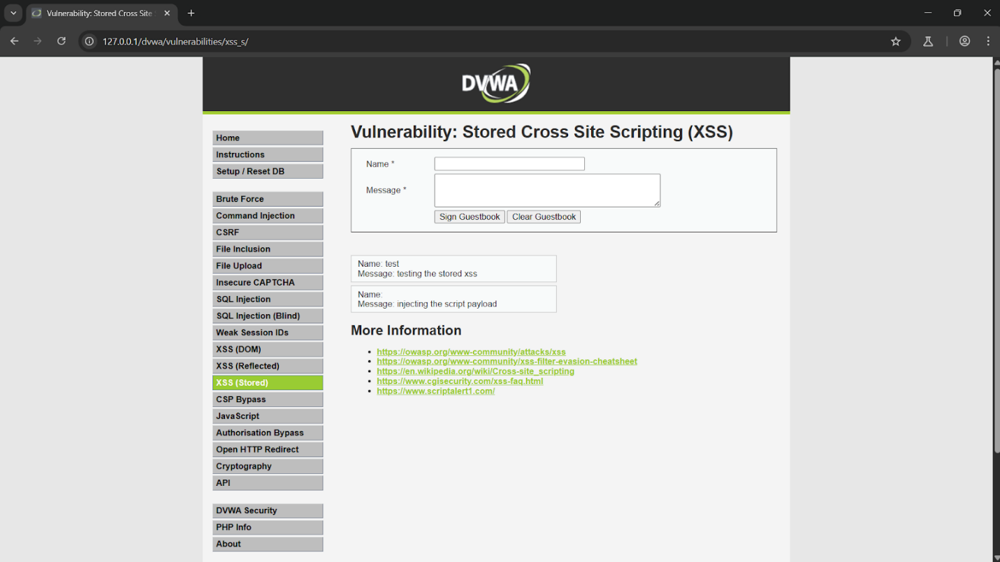 Vulnerability: Stored Cross Site
127.0.0.1/dvwa/vulnerabilities/xss_s/
DVWA
Home
Instructions
Setup / Reset DB
Brute Force
Command Injection
CSRF
File Inclusion
File Upload
Insecure CAPTCHA
SQL Injection
SQL Injection (Blind)
Weak Session IDs
XSS (DOM)
XSS (Reflected)
XSS (Stored)
CSP Bypass
JavaScript
Authorisation Bypass
Open HTTP Redirect
Cryptography
API
DVWA Security
PHP Info
About
Vulnerability: Stored Cross Site Scripting (XSS)
Name *
Message *
Sign Guestbook Clear Guestbook
Name: test
Message: testing the stored xss
Name:
Message: injecting the script payload
More Information
https://owasp.org/www-community/attacks/xss
https://owasp.org/www-community/xss-filter-evasion-cheatsheet
https://en.wikipedia.org/wiki/Cross-site_scripting
https://www.cgisecurity.com/xss-faq.html
https://www.scriptalert1.com/